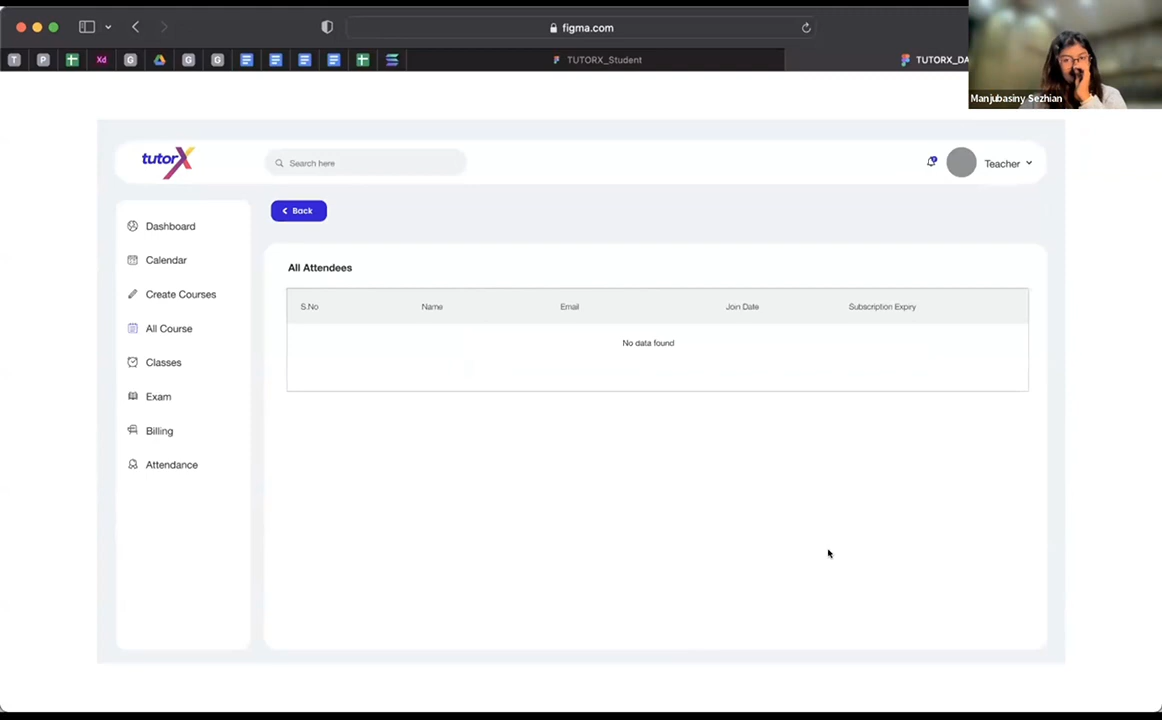 figma.com
T
P
Xd
G
G
G
TUTORX_Student
TUTORX_DA
Manjubasiny Sezhian
tutorX
Search here
Teacher
Back
Dashboard
Calendar
Create Courses
All Course
Classes
Exam
Billing
Attendance
All Attendees
S.No Name Email Join Date Subscription Expiry
No data found